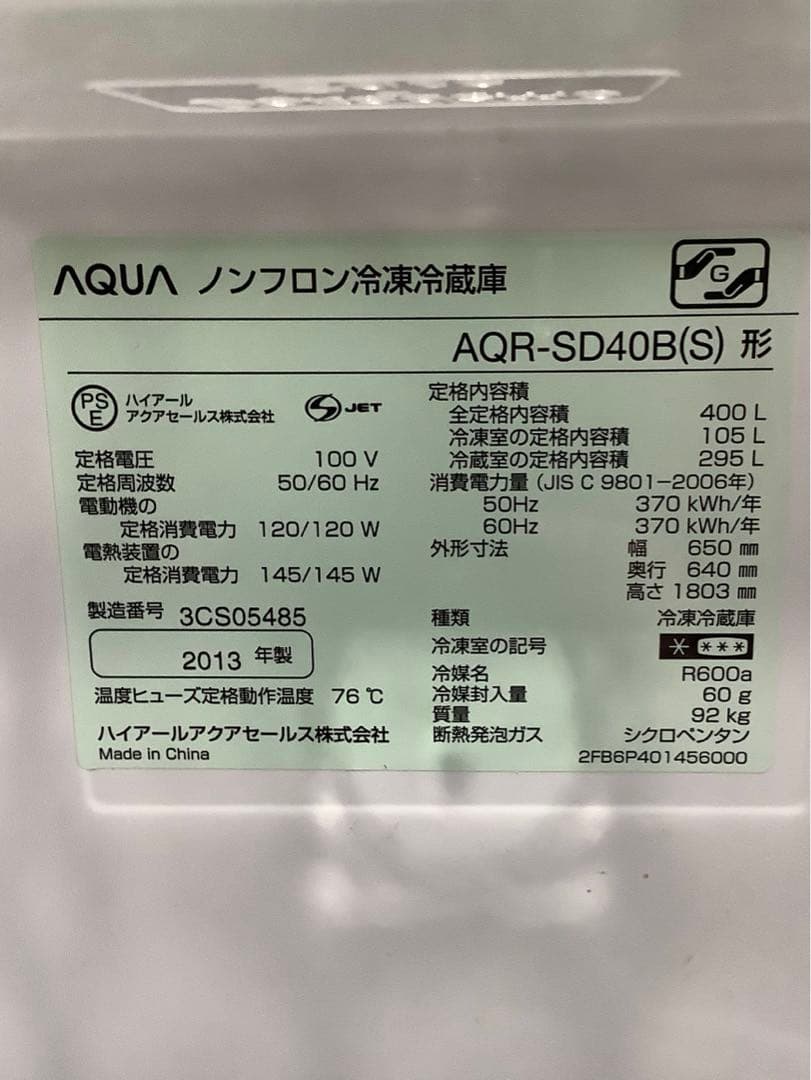 AQUA ノンフロン冷凍冷蔵庫
G
AQR-SD40B(S) 形
PS E ハイアール
アクアセールス株式会社
S JET
定格電圧 100 V
定格周波数 50/60 Hz
電動機の
定格消費電力 120/120 W
電熱装置の
定格消費電力 145/145 W
製造番号 3CS05485
2013 年製
温度ヒューズ定格動作温度 76 ℃
ハイアールアクアセールス株式会社
Made in China
定格内容積
全定格内容積 400 L
冷凍室の定格内容積 105 L
冷蔵室の定格内容積 295 L
消費電力量 (JIS C 9801-2006年)
50Hz 370 kWh/年
60Hz 370 kWh/年
外形寸法 幅 650 ㎜
奥行 640 ㎜
高さ 1803 ㎜
種類 冷凍冷蔵庫
冷凍室の記号 * ***
冷媒名 R600a
冷媒封入量 60 g
質量 92 kg
断熱発泡ガス シクロペンタン
2FB6P401456000